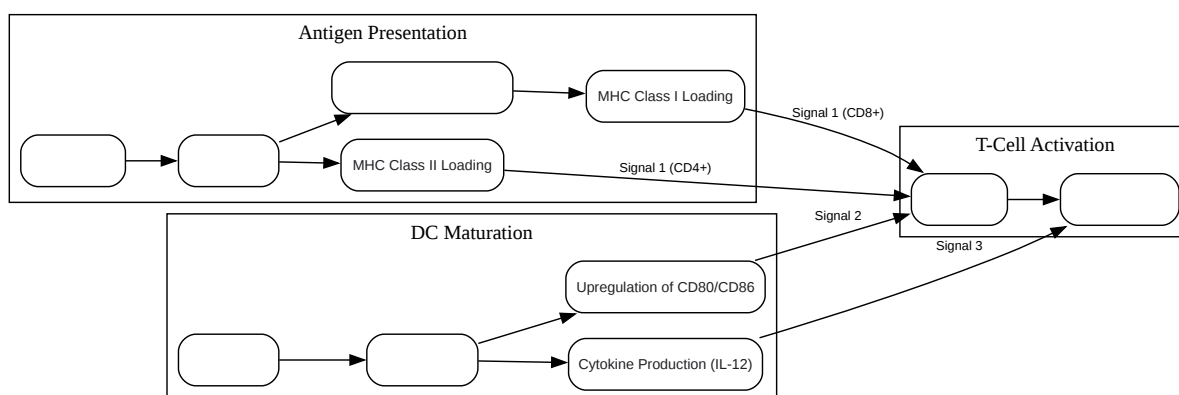 Antigen Presentation
MHC Class I Loading
Signal 1 (CD8+)
T-Cell Activation
MHC Class II Loading
Signal 1 (CD4+)
DC Maturation
Signal 2
Signal 3
Upregulation of CD80/CD86
Cytokine Production (IL-12)